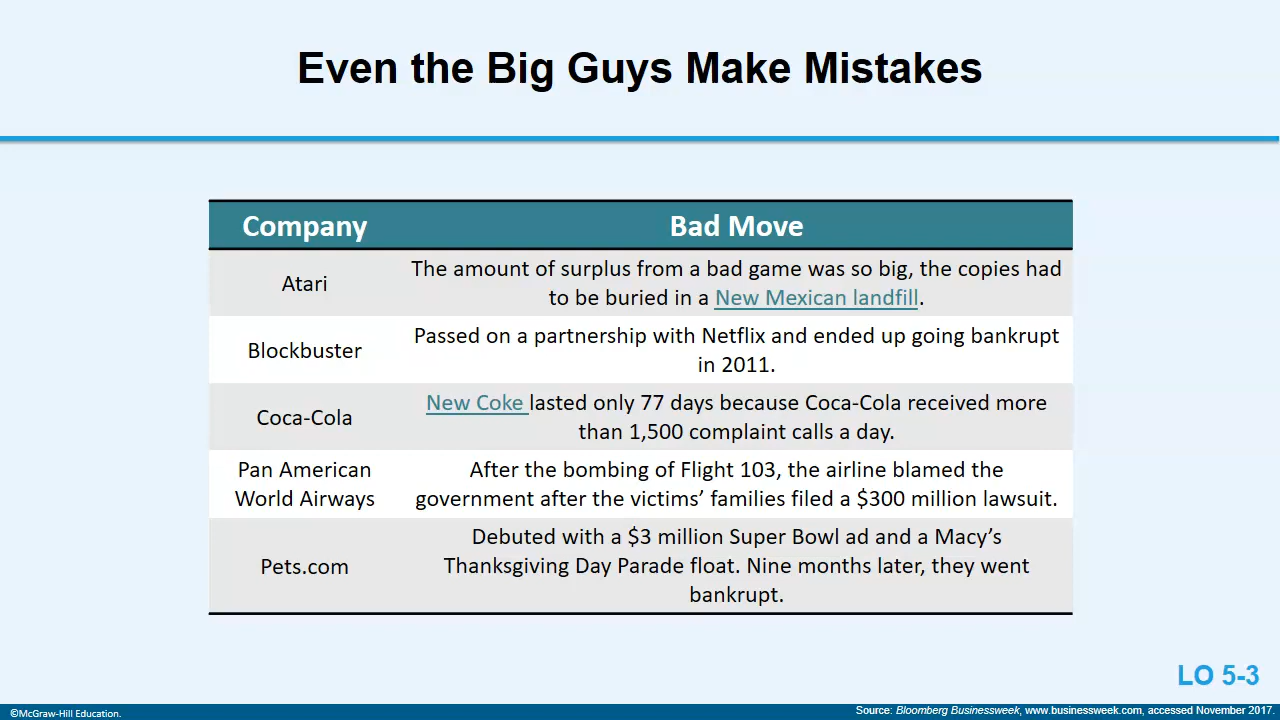 Even the Big Guys Make Mistakes
Company
Bad Move
Atari
The amount of surplus from a bad game was so big, the copies had
to be buried in a New Mexican landfill.
Blockbuster
Passed on a partnership with Netflix and ended up going bankrupt
in 2011.
Coca-Cola
New Coke lasted only 77 days because Coca-Cola received more
than 1,500 complaint calls a day.
Pan American
World Airways
After the bombing of Flight 103, the airline blamed the
government after the victims’ families filed a $300 million lawsuit.
Pets.com
Debuted with a $3 million Super Bowl ad and a Macy’s
Thanksgiving Day Parade float. Nine months later, they went
bankrupt.
LO 5-3
©McGraw-Hill Education.
Source: Bloomberg Businessweek, www.businessweek.com, accessed November 2017.